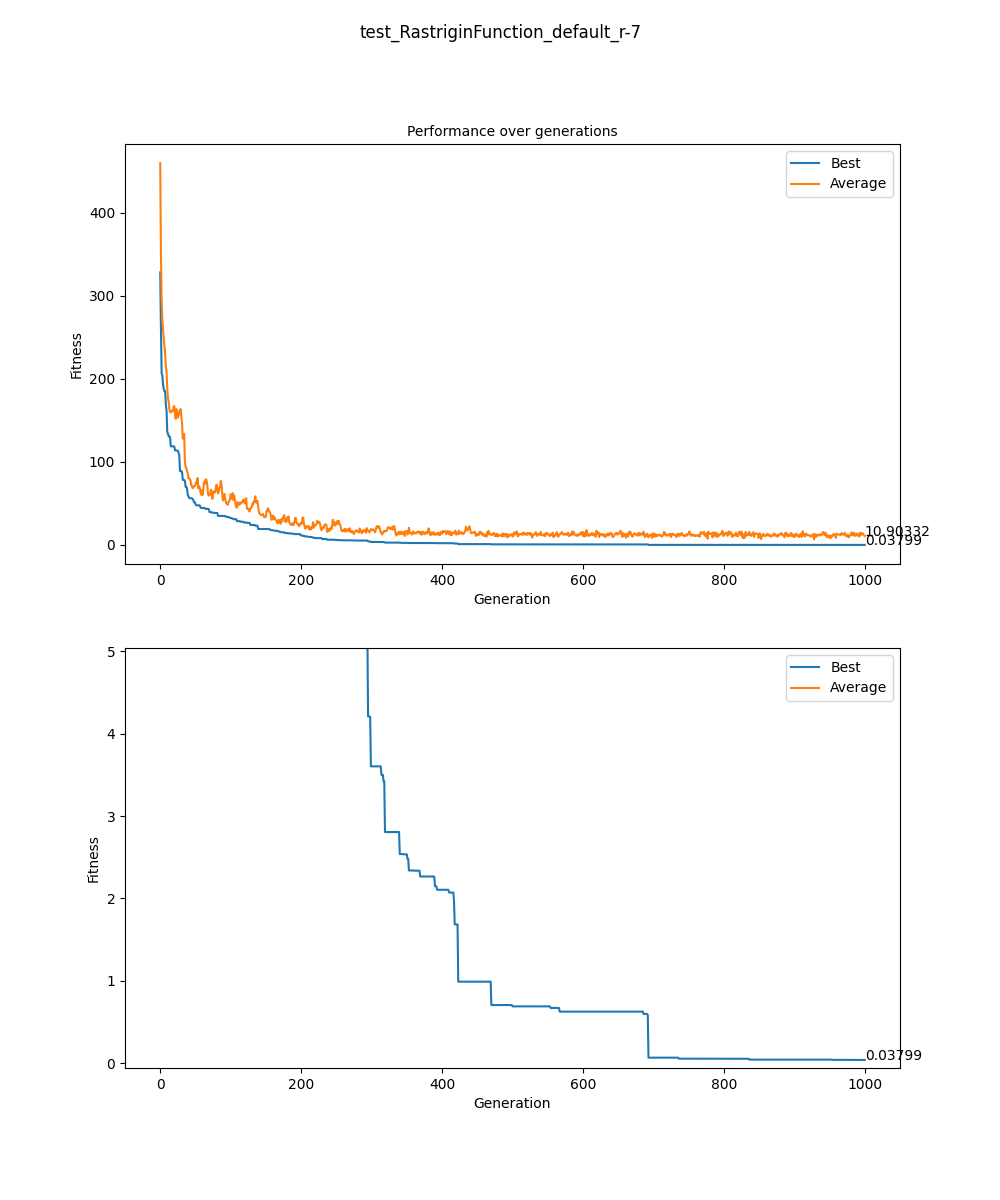 test_RastriginFunction_default_r-7
Performance over generations
Best
Average
400
300
200
100
0
Fitness
10.90332
0.03799
0 200 400 600 800 1000
Generation
Best
Average
5
4
3
2
1
0
Fitness
0.03799
0 200 400 600 800 1000
Generation